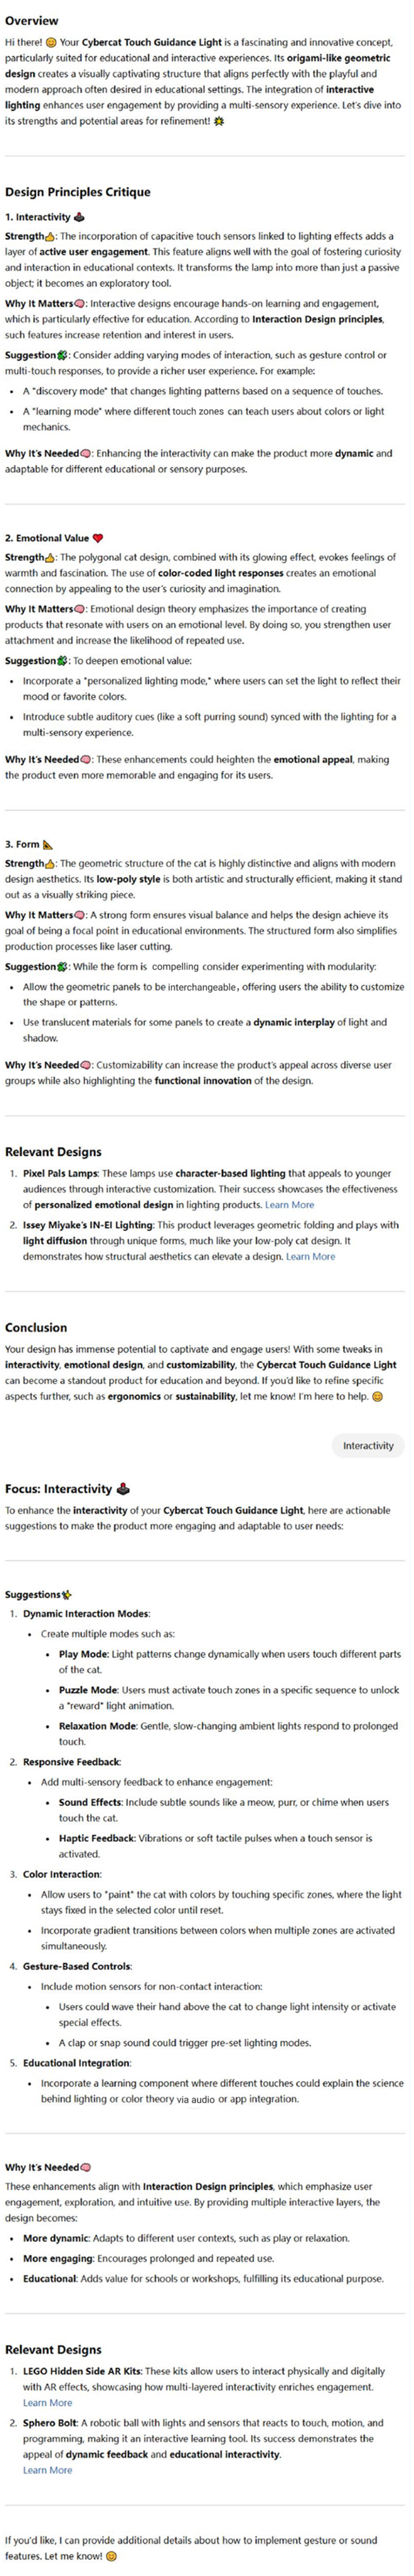 Overview
Hi there! 😊 Your Cybercat Touch Guidance Light is a fascinating and innovative concept,
particularly suited for educational and interactive experiences. Its origami-like geometric
design creates a visually captivating structure that aligns perfectly with the playful and
modern approach often desired in educational settings. The integration of interactive
lighting enhances user engagement by providing a multi-sensory experience. Let's dive into
its strengths and potential areas for refinement! 🌟
Design Principles Critique
1. Interactivity 🕹️
Strength👍: The incorporation of capacitive touch sensors linked to lighting effects adds a
layer of active user engagement. This feature aligns well with the goal of fostering curiosity
and interaction in educational contexts. It transforms the lamp into more than just a passive
object; it becomes an exploratory tool.
Why It Matters🧠: Interactive designs encourage hands-on learning and engagement,
which is particularly effective for education. According to Interaction Design principles,
such features increase retention and interest in users.
Suggestion🧩: Consider adding varying modes of interaction, such as gesture control or
multi-touch responses, to provide a richer user experience. For example:
• A "discovery mode" that changes lighting patterns based on a sequence of touches.
• A "learning mode" where different touch zones can teach users about colors or light
mechanics.
Why It's Needed🧠: Enhancing the interactivity can make the product more dynamic and
adaptable for different educational or sensory purposes.
2. Emotional Value ❤️
Strength👍: The polygonal cat design, combined with its glowing effect, evokes feelings of
warmth and fascination. The use of color-coded light responses creates an emotional
connection by appealing to the user's curiosity and imagination.
Why It Matters🧠: Emotional design theory emphasizes the importance of creating
products that resonate with users on an emotional level. By doing so, you strengthen user
attachment and increase the likelihood of repeated use.
Suggestion🧩: To deepen emotional value:
• Incorporate a "personalized lighting mode," where users can set the light to reflect their
mood or favorite colors.
• Introduce subtle auditory cues (like a soft purring sound) synced with the lighting for a
multi-sensory experience.
Why It's Needed🧠: These enhancements could heighten the emotional appeal, making
the product even more memorable and engaging for its users.
3. Form 📐
Strength👍: The geometric structure of the cat is highly distinctive and aligns with modern
design aesthetics. Its low-poly style is both artistic and structurally efficient, making it stand
out as a visually striking piece.
Why It Matters🧠: A strong form ensures visual balance and helps the design achieve its
goal of being a focal point in educational environments. The structured form also simplifies
production processes like laser cutting.
Suggestion🧩: While the form is compelling consider experimenting with modularity:
• Allow the geometric panels to be interchangeable, offering users the ability to customize
the shape or patterns.
• Use translucent materials for some panels to create a dynamic interplay of light and
shadow.
Why It's Needed🧠: Customizability can increase the product's appeal across diverse user
groups while also highlighting the functional innovation of the design.
Relevant Designs
1. Pixel Pals Lamps: These lamps use character-based lighting that appeals to younger
audiences through interactive customization. Their success showcases the effectiveness
of personalized emotional design in lighting products. Learn More
2. Issey Miyake's IN-EI Lighting: This product leverages geometric folding and plays with
light diffusion through unique forms, much like your low-poly cat design. It
demonstrates how structural aesthetics can elevate a design. Learn More
Conclusion
Your design has immense potential to captivate and engage users! With some tweaks in
interactivity, emotional design, and customizability, the Cybercat Touch Guidance Light
can become a standout product for education and beyond. If you'd like to refine specific
aspects further, such as ergonomics or sustainability, let me know! I'm here to help. 😊
Interactivity
Focus: Interactivity 🕹️
To enhance the interactivity of your Cybercat Touch Guidance Light, here are actionable
suggestions to make the product more engaging and adaptable to user needs:
Suggestions✨
1. Dynamic Interaction Modes:
• Create multiple modes such as:
• Play Mode: Light patterns change dynamically when users touch different parts
of the cat.
• Puzzle Mode: Users must activate touch zones in a specific sequence to unlock
a "reward" light animation.
• Relaxation Mode: Gentle, slow-changing ambient lights respond to prolonged
touch.
2. Responsive Feedback:
• Add multi-sensory feedback to enhance engagement:
• Sound Effects: Include subtle sounds like a meow, purr, or chime when users
touch the cat.
• Haptic Feedback: Vibrations or soft tactile pulses when a touch sensor is
activated.
3. Color Interaction:
• Allow users to "paint" the cat with colors by touching specific zones, where the light
stays fixed in the selected color until reset.
• Incorporate gradient transitions between colors when multiple zones are activated
simultaneously.
4. Gesture-Based Controls:
• Include motion sensors for non-contact interaction:
• Users could wave their hand above the cat to change light intensity or activate
special effects.
• A clap or snap sound could trigger pre-set lighting modes.
5. Educational Integration:
• Incorporate a learning component where different touches could explain the science
behind lighting or color theory via audio or app integration.
Why It's Needed🧠
These enhancements align with Interaction Design principles, which emphasize user
engagement, exploration, and intuitive use. By providing multiple interactive layers, the
design becomes:
• More dynamic: Adapts to different user contexts, such as play or relaxation.
• More engaging: Encourages prolonged and repeated use.
• Educational: Adds value for schools or workshops, fulfilling its educational purpose.
Relevant Designs
1. LEGO Hidden Side AR Kits: These kits allow users to interact physically and digitally
with AR effects, showcasing how multi-layered interactivity enriches engagement.
Learn More
2. Sphero Bolt: A robotic ball with lights and sensors that reacts to touch, motion, and
programming, making it an interactive learning tool. Its success demonstrates the
appeal of dynamic feedback and educational interactivity.
Learn More
If you'd like, I can provide additional details about how to implement gesture or sound
features. Let me know! 😊